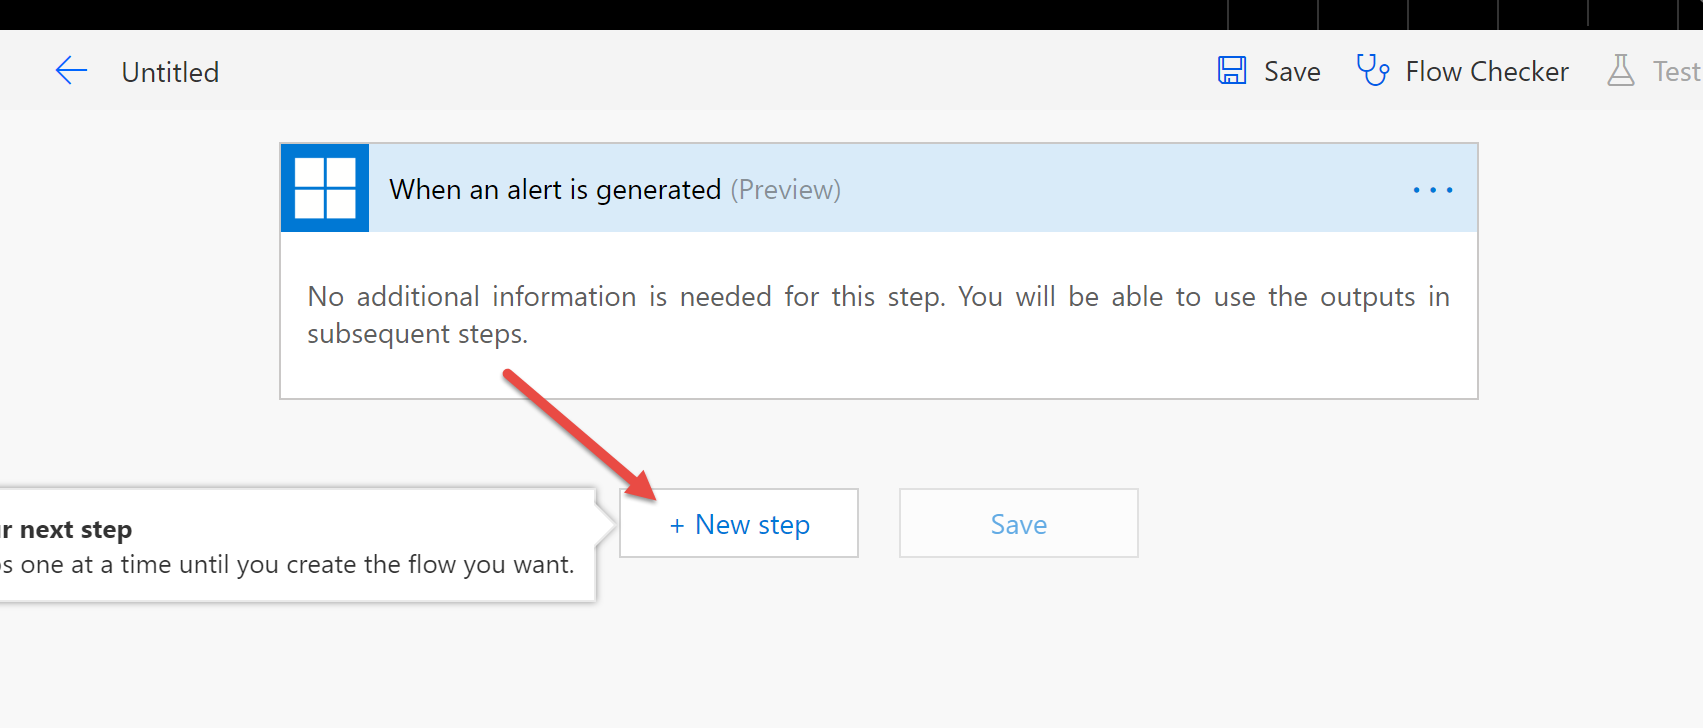 Untitled
Save
Flow Checker
Test
When an alert is generated (Preview)
No additional information is needed for this step. You will be able to use the outputs in
subsequent steps.
next step
one at a time until you create the flow you want.
+ New step
Save